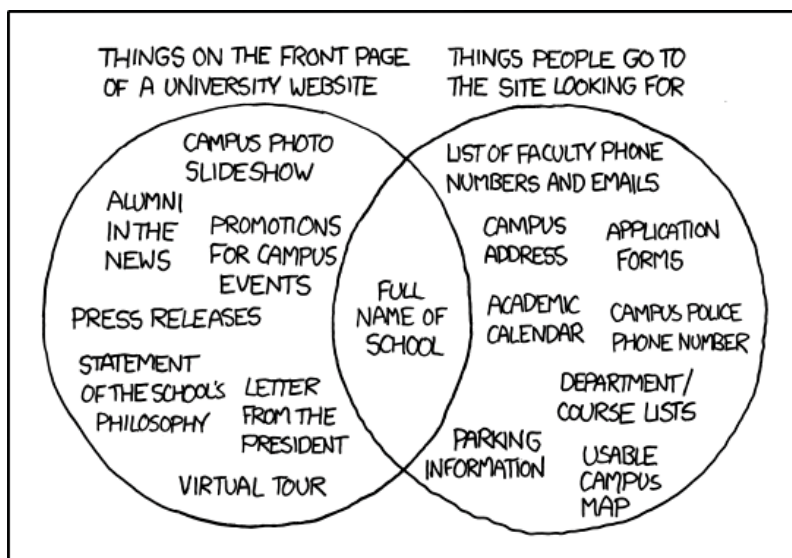 THINGS ON THE FRONT PAGE
OF A UNIVERSITY WEBSITE
THINGS PEOPLE GO TO
THE SITE LOOKING FOR
CAMPUS PHOTO
SLIDESHOW
ALUMNI
IN THE
NEWS
PROMOTIONS
FOR CAMPUS
EVENTS
PRESS RELEASES
STATEMENT
OF THE SCHOOL'S
PHILOSOPHY
LETTER
FROM THE
PRESIDENT
VIRTUAL TOUR
FULL
NAME OF
SCHOOL
LIST OF FACULTY PHONE
NUMBERS AND EMAILS
CAMPUS
ADDRESS
APPLICATION
FORMS
ACADEMIC
CALENDAR
CAMPUS POLICE
PHONE NUMBER
DEPARTMENT/
COURSE LISTS
PARKING
INFORMATION
USABLE
CAMPUS
MAP